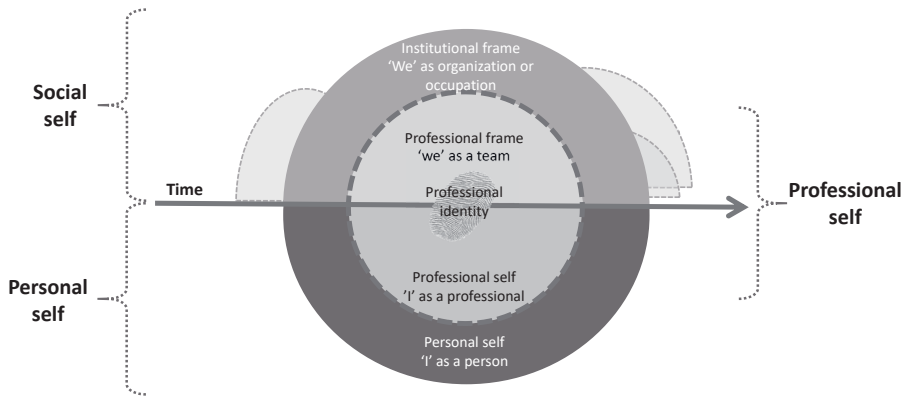 Institutional frame
‘We’ as organization or
occupation
Social
self
Professional frame
‘we’ as a team
Time
Professional
identity
Professional
self
Personal
self
Professional self
’I’ as a professional
Personal self
‘I’ as a person